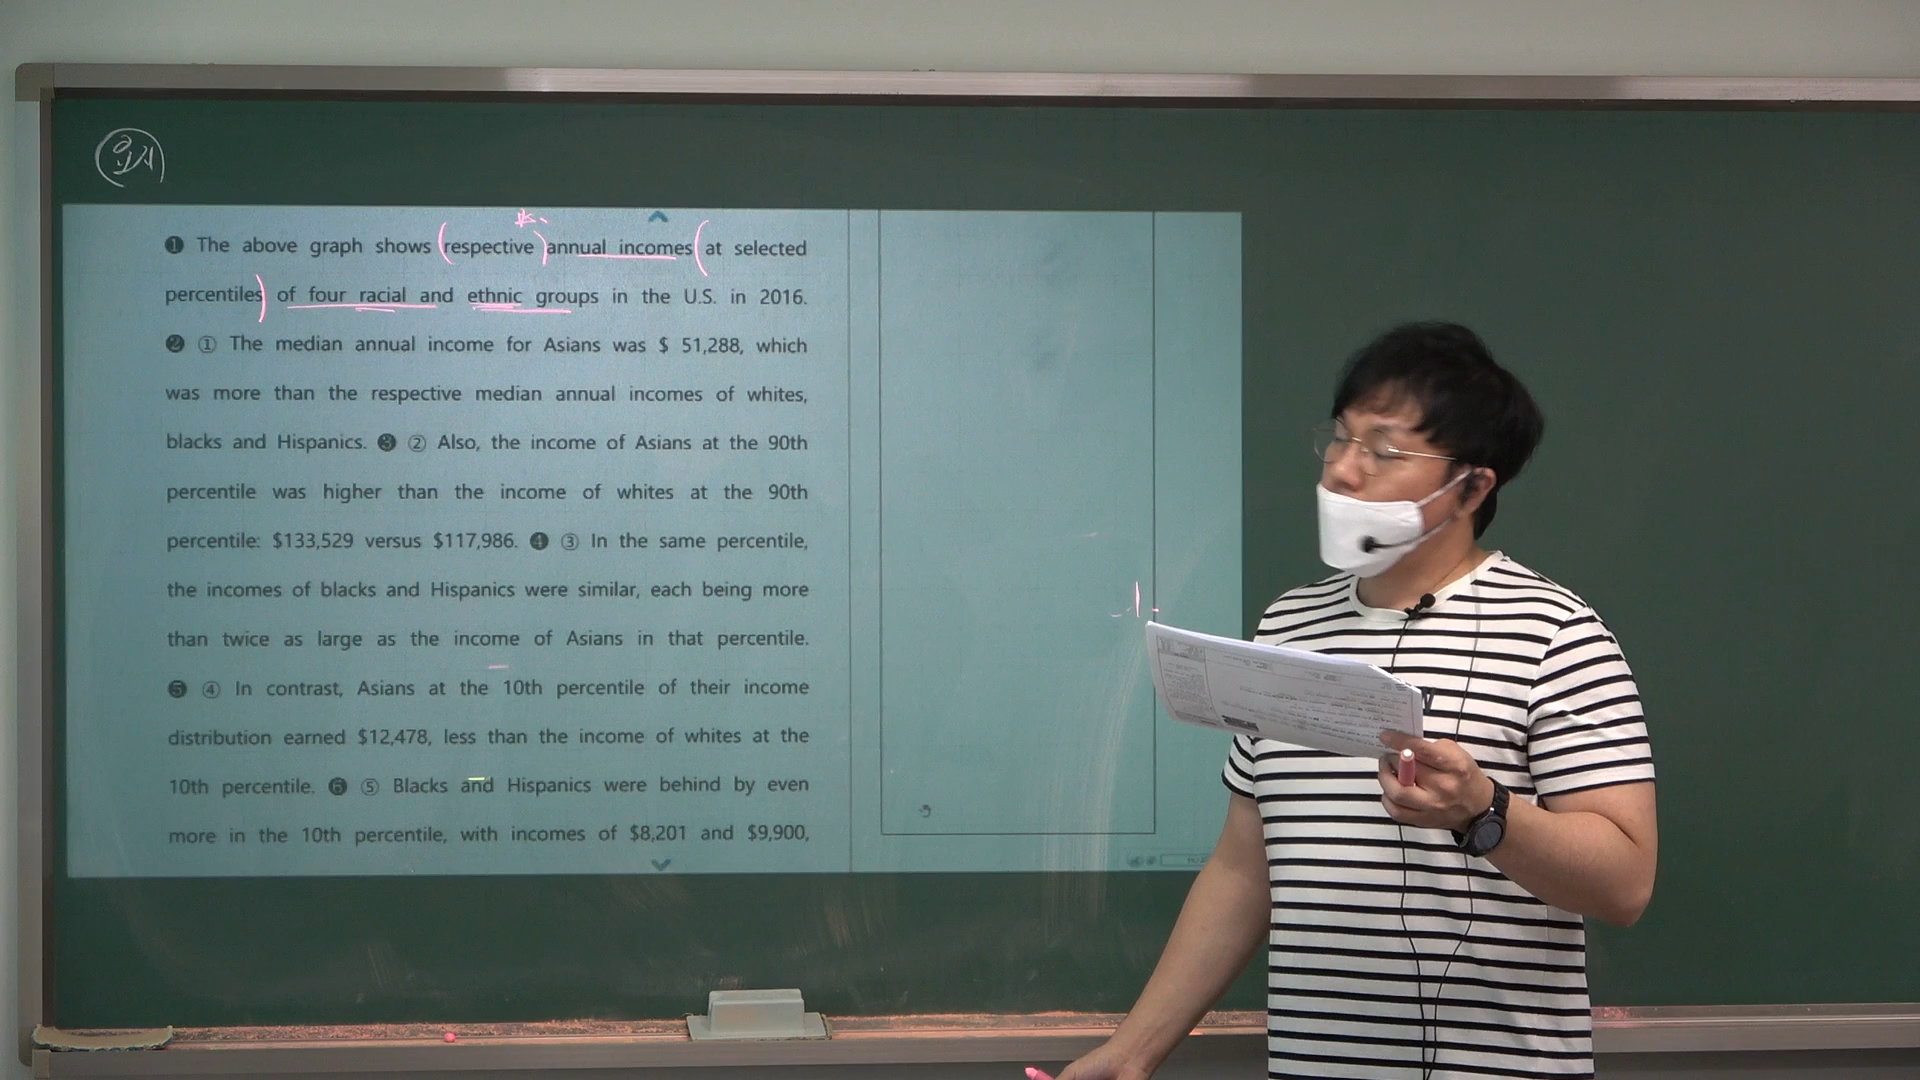 ❶ The above graph shows (respective) annual incomes (at selected
percentiles) of four racial and ethnic groups in the U.S. in 2016.
❷ ① The median annual income for Asians was $ 51,288, which
was more than the respective median annual incomes of whites,
blacks and Hispanics. ❸ ② Also, the income of Asians at the 90th
percentile was higher than the income of whites at the 90th
percentile: $133,529 versus $117,986. ❹ ③ In the same percentile,
the incomes of blacks and Hispanics were similar, each being more
than twice as large as the income of Asians in that percentile.
❺ ④ In contrast, Asians at the 10th percentile of their income
distribution earned $12,478, less than the income of whites at the
10th percentile. ❻ ⑤ Blacks and Hispanics were behind by even
more in the 10th percentile, with incomes of $8,201 and $9,900,